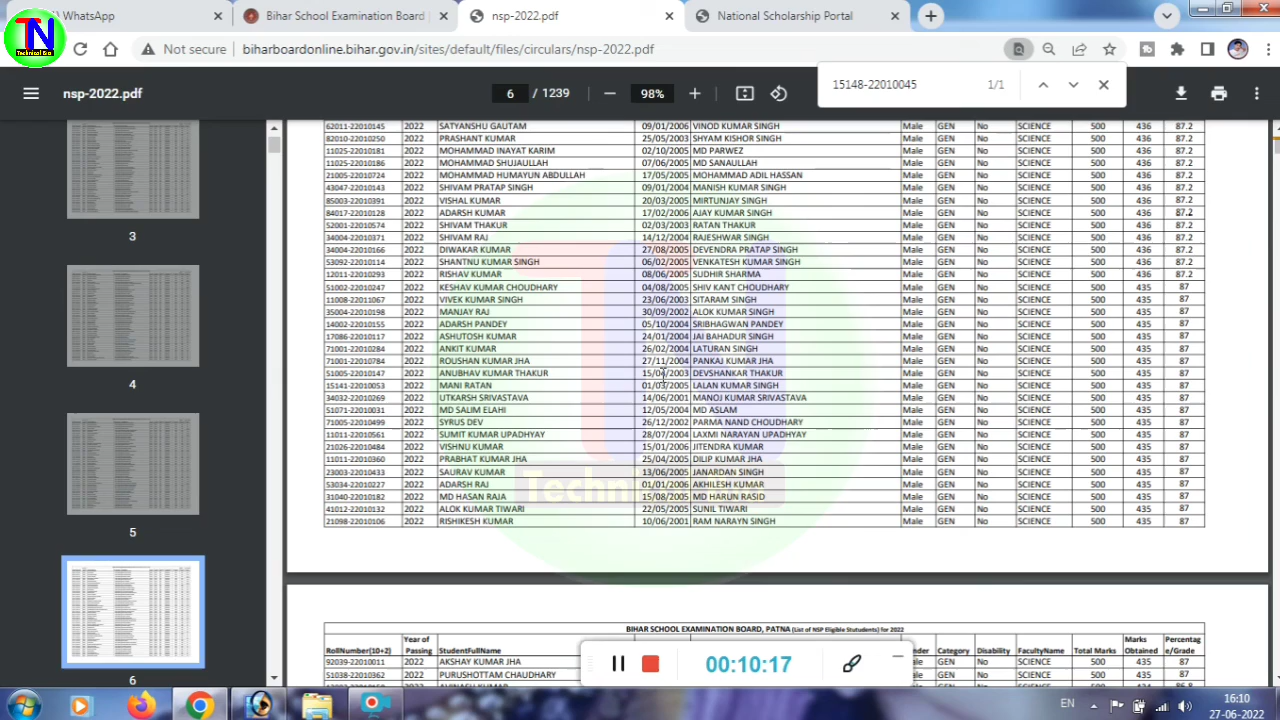 WhatsApp
Bihar School Examination Board
nsp-2022.pdf
National Scholarship Portal
TN
Not secure
biharboardonline.bihar.gov.in/sites/default/files/circulars/nsp-2022.pdf
nsp-2022.pdf
6 / 1239
98%
15148-22010045
1/1
3
4
5
6
62011-22010145 2022 SATYANSHU GAUTAM 09/01/2006 VINOD KUMAR SINGH Male GEN No SCIENCE 500 436 87.2
82010-22010250 2022 PRASHANT KUMAR 25/05/2003 SHYAM KISHOR SINGH Male GEN No SCIENCE 500 436 87.2
11025-22010181 2022 MOHAMMAD INAYAT KARIM 02/10/2005 MD PARWEZ Male GEN No SCIENCE 500 436 87.2
11025-22010186 2022 MOHAMMAD SHUJAULLAH 07/06/2005 MD SANAULLAH Male GEN No SCIENCE 500 436 87.2
21005-22010724 2022 MOHAMMAD HUMAYUN ABDULLAH 17/05/2005 MOHAMMAD ADIL HASSAN Male GEN No SCIENCE 500 436 87.2
43047-22010143 2022 SHIVAM PRATAP SINGH 09/01/2004 MANISH KUMAR SINGH Male GEN No SCIENCE 500 436 87.2
85003-22010391 2022 VISHAL KUMAR 20/03/2005 MIRTUNJAY SINGH Male GEN No SCIENCE 500 436 87.2
84017-22010128 2022 ADARSH KUMAR 17/02/2006 AJAY KUMAR SINGH Male GEN No SCIENCE 500 436 87.2
52001-22010574 2022 SHIVAM THAKUR 02/03/2003 RATAN THAKUR Male GEN No SCIENCE 500 436 87.2
34004-22010371 2022 SHIVAM RAJ 14/12/2004 RAJESHWAR SINGH Male GEN No SCIENCE 500 436 87.2
34004-22010166 2022 DIWAKAR KUMAR 27/08/2005 DEVENDRA PRATAP SINGH Male GEN No SCIENCE 500 436 87.2
53092-22010114 2022 SHANTNU KUMAR SINGH 06/02/2005 VENKATESH KUMAR SINGH Male GEN No SCIENCE 500 436 87.2
12011-22010293 2022 RISHAV KUMAR 08/06/2005 SUDHIR SHARMA Male GEN No SCIENCE 500 436 87.2
51002-22010247 2022 KESHAV KUMAR CHOUDHARY 04/08/2005 SHIV KANT CHOUDHARY Male GEN No SCIENCE 500 435 87
11008-22011067 2022 VIVEK KUMAR SINGH 23/06/2003 SITARAM SINGH Male GEN No SCIENCE 500 435 87
35004-22010198 2022 MANJAY RAJ 30/09/2002 ALOK KUMAR SINGH Male GEN No SCIENCE 500 435 87
14002-22010155 2022 ADARSH PANDEY 05/10/2004 SRIBHAGWAN PANDEY Male GEN No SCIENCE 500 435 87
17086-22010117 2022 ASHUTOSH KUMAR 24/01/2004 JAI BAHADUR SINGH Male GEN No SCIENCE 500 435 87
71001-22010284 2022 ANKIT KUMAR 26/02/2004 LATURAN SINGH Male GEN No SCIENCE 500 435 87
71001-22010784 2022 ROUSHAN KUMAR JHA 27/11/2004 PANKAJ KUMAR JHA Male GEN No SCIENCE 500 435 87
51005-22010147 2022 ANUBHAV KUMAR THAKUR DEVSHANKAR THAKUR Male GEN No SCIENCE 500 435 87
15141-22010053 2022 MANI RATAN 01/03/2005 LALAN KUMAR SINGH Male GEN No SCIENCE 500 435 87
34032-22010269 2022 UTKARSH SRIVASTAVA 14/06/2001 MANOJ KUMAR SRIVASTAVA Male GEN No SCIENCE 500 435 87
51071-22010031 2022 MD SALIM ELAHI 12/05/2004 MD ASLAM Male GEN No SCIENCE 500 435 87
71005-22010499 2022 SYRUS DEV 26/12/2002 PARMA NAND CHOUDHARY Male GEN No SCIENCE 500 435 87
11011-22010561 2022 SUMIT KUMAR UPADHYAY 28/07/2004 LAXMI NARAYAN UPADHYAY Male GEN No SCIENCE 500 435 87
21026-22010484 2022 VISHNU KUMAR 15/01/2006 JITENDRA KUMAR Male GEN No SCIENCE 500 435 87
11011-22010360 2022 PRABHAT KUMAR JHA 25/04/2005 DILIP KUMAR JHA Male GEN No SCIENCE 500 435 87
23003-22010433 2022 SAURAV KUMAR 13/06/2005 JANARDAN SINGH Male GEN No SCIENCE 500 435 87
53034-22010227 2022 ADARSH RAJ 01/01/2006 AKHILESH KUMAR Male GEN No SCIENCE 500 435 87
31040-22010182 2022 MD HASAN RAJA 15/08/2005 MD HARUN RASID Male GEN No SCIENCE 500 435 87
41012-22010132 2022 ALOK KUMAR TIWARI 22/05/2005 SUNIL TIWARI Male GEN No SCIENCE 500 435 87
21098-22010106 2022 RISHIKESH KUMAR 10/06/2001 RAM NARAYN SINGH Male GEN No SCIENCE 500 435 87
BIHAR SCHOOL EXAMINATION BOARD, PATNA (List of NSP Eligible Stutudents) for 2022
RollNumber(10+2) Year of Passing StudentFullName Category Disability FacultyName Total Marks Marks Obtained Percentag e/Grade
92039-22010011 2022 AKSHAY KUMAR JHA GEN No SCIENCE 500 435 87
51038-22010362 2022 PURUSHOTTAM CHAUDHARY GEN No SCIENCE 500 435 87
00:10:17
EN
16:10
27-06-2022